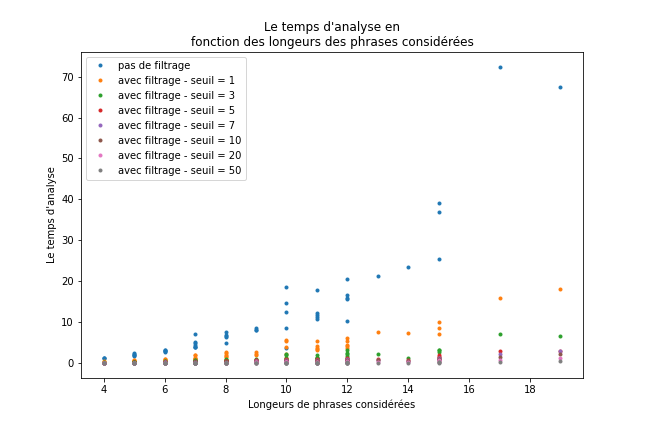 Le temps d'analyse en
fonction des longeurs des phrases considérées
pas de filtrage
avec filtrage - seuil = 1
avec filtrage - seuil = 3
avec filtrage - seuil = 5
avec filtrage - seuil = 7
avec filtrage - seuil = 10
avec filtrage - seuil = 20
avec filtrage - seuil = 50
Le temps d'analyse
70
60
50
40
30
20
10
0
4 6 8 10 12 14 16 18
Longeurs de phrases considérées